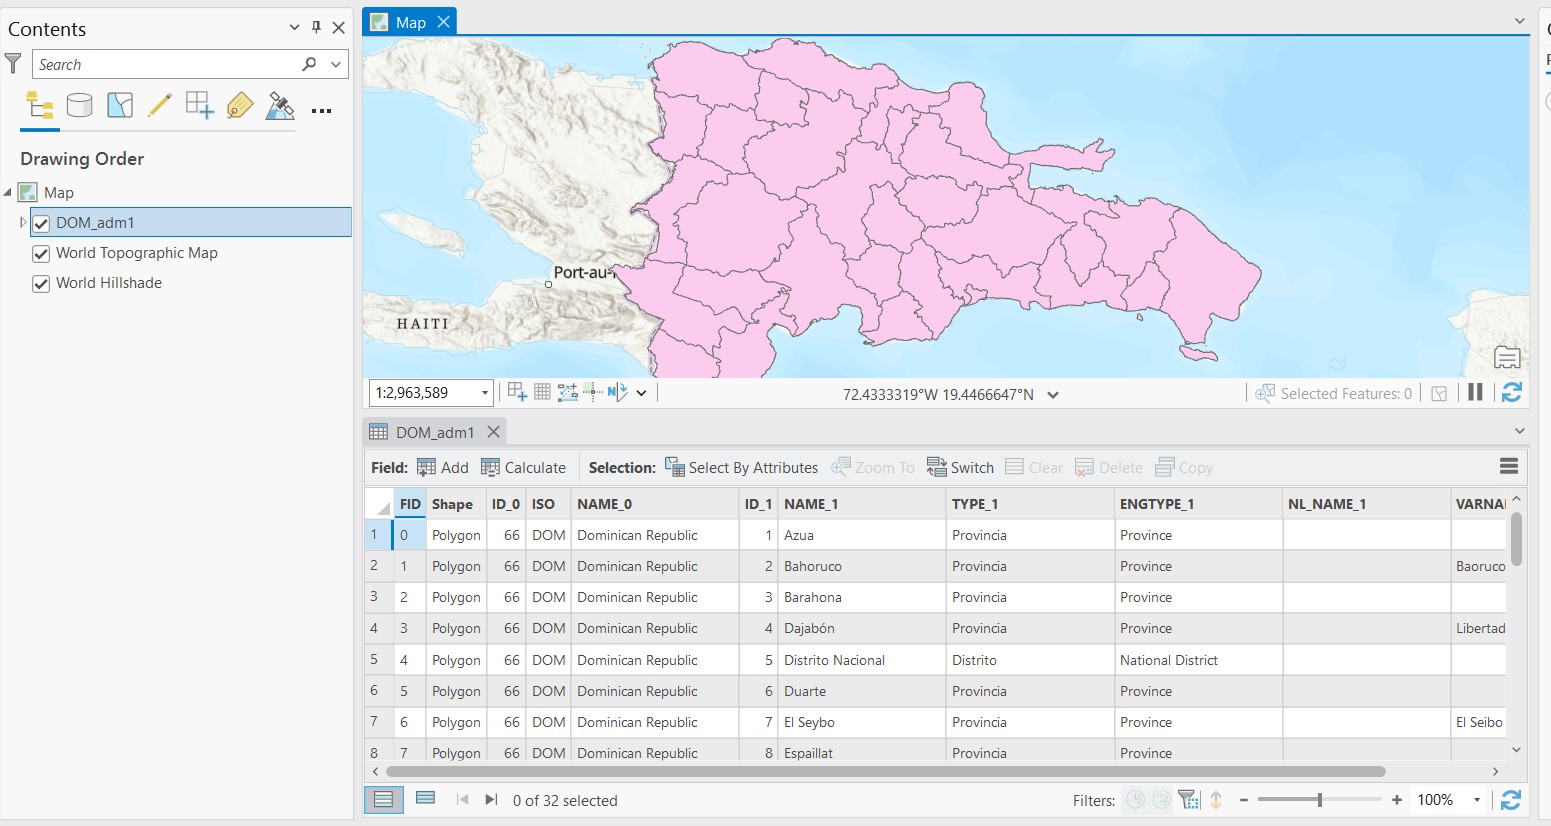 Contents
Search
Drawing Order
Map
DOM_adm1
World Topographic Map
World Hillshade
Map
Port-au-
HAITI
1:2,963,589
72.4333319°W 19.4466647°N
Selected Features: 0
DOM_adm1
Field: Add Calculate Selection: Select By Attributes Zoom To Switch Clear Delete Copy
FID Shape ID_0 ISO NAME_0 ID_1 NAME_1 TYPE_1 ENGTYPE_1 NL_NAME_1 VARNA
1 0 Polygon 66 DOM Dominican Republic 1 Azua Provincia Province
2 1 Polygon 66 DOM Dominican Republic 2 Bahoruco Provincia Province Baoruco
3 2 Polygon 66 DOM Dominican Republic 3 Barahona Provincia Province
4 3 Polygon 66 DOM Dominican Republic 4 Dajabón Provincia Province Libertad
5 4 Polygon 66 DOM Dominican Republic 5 Distrito Nacional Distrito National District
6 5 Polygon 66 DOM Dominican Republic 6 Duarte Provincia Province
7 6 Polygon 66 DOM Dominican Republic 7 El Seybo Provincia Province El Seibo
8 7 Polygon 66 DOM Dominican Republic 8 Espaillat Provincia Province
0 of 32 selected
Filters:
100%